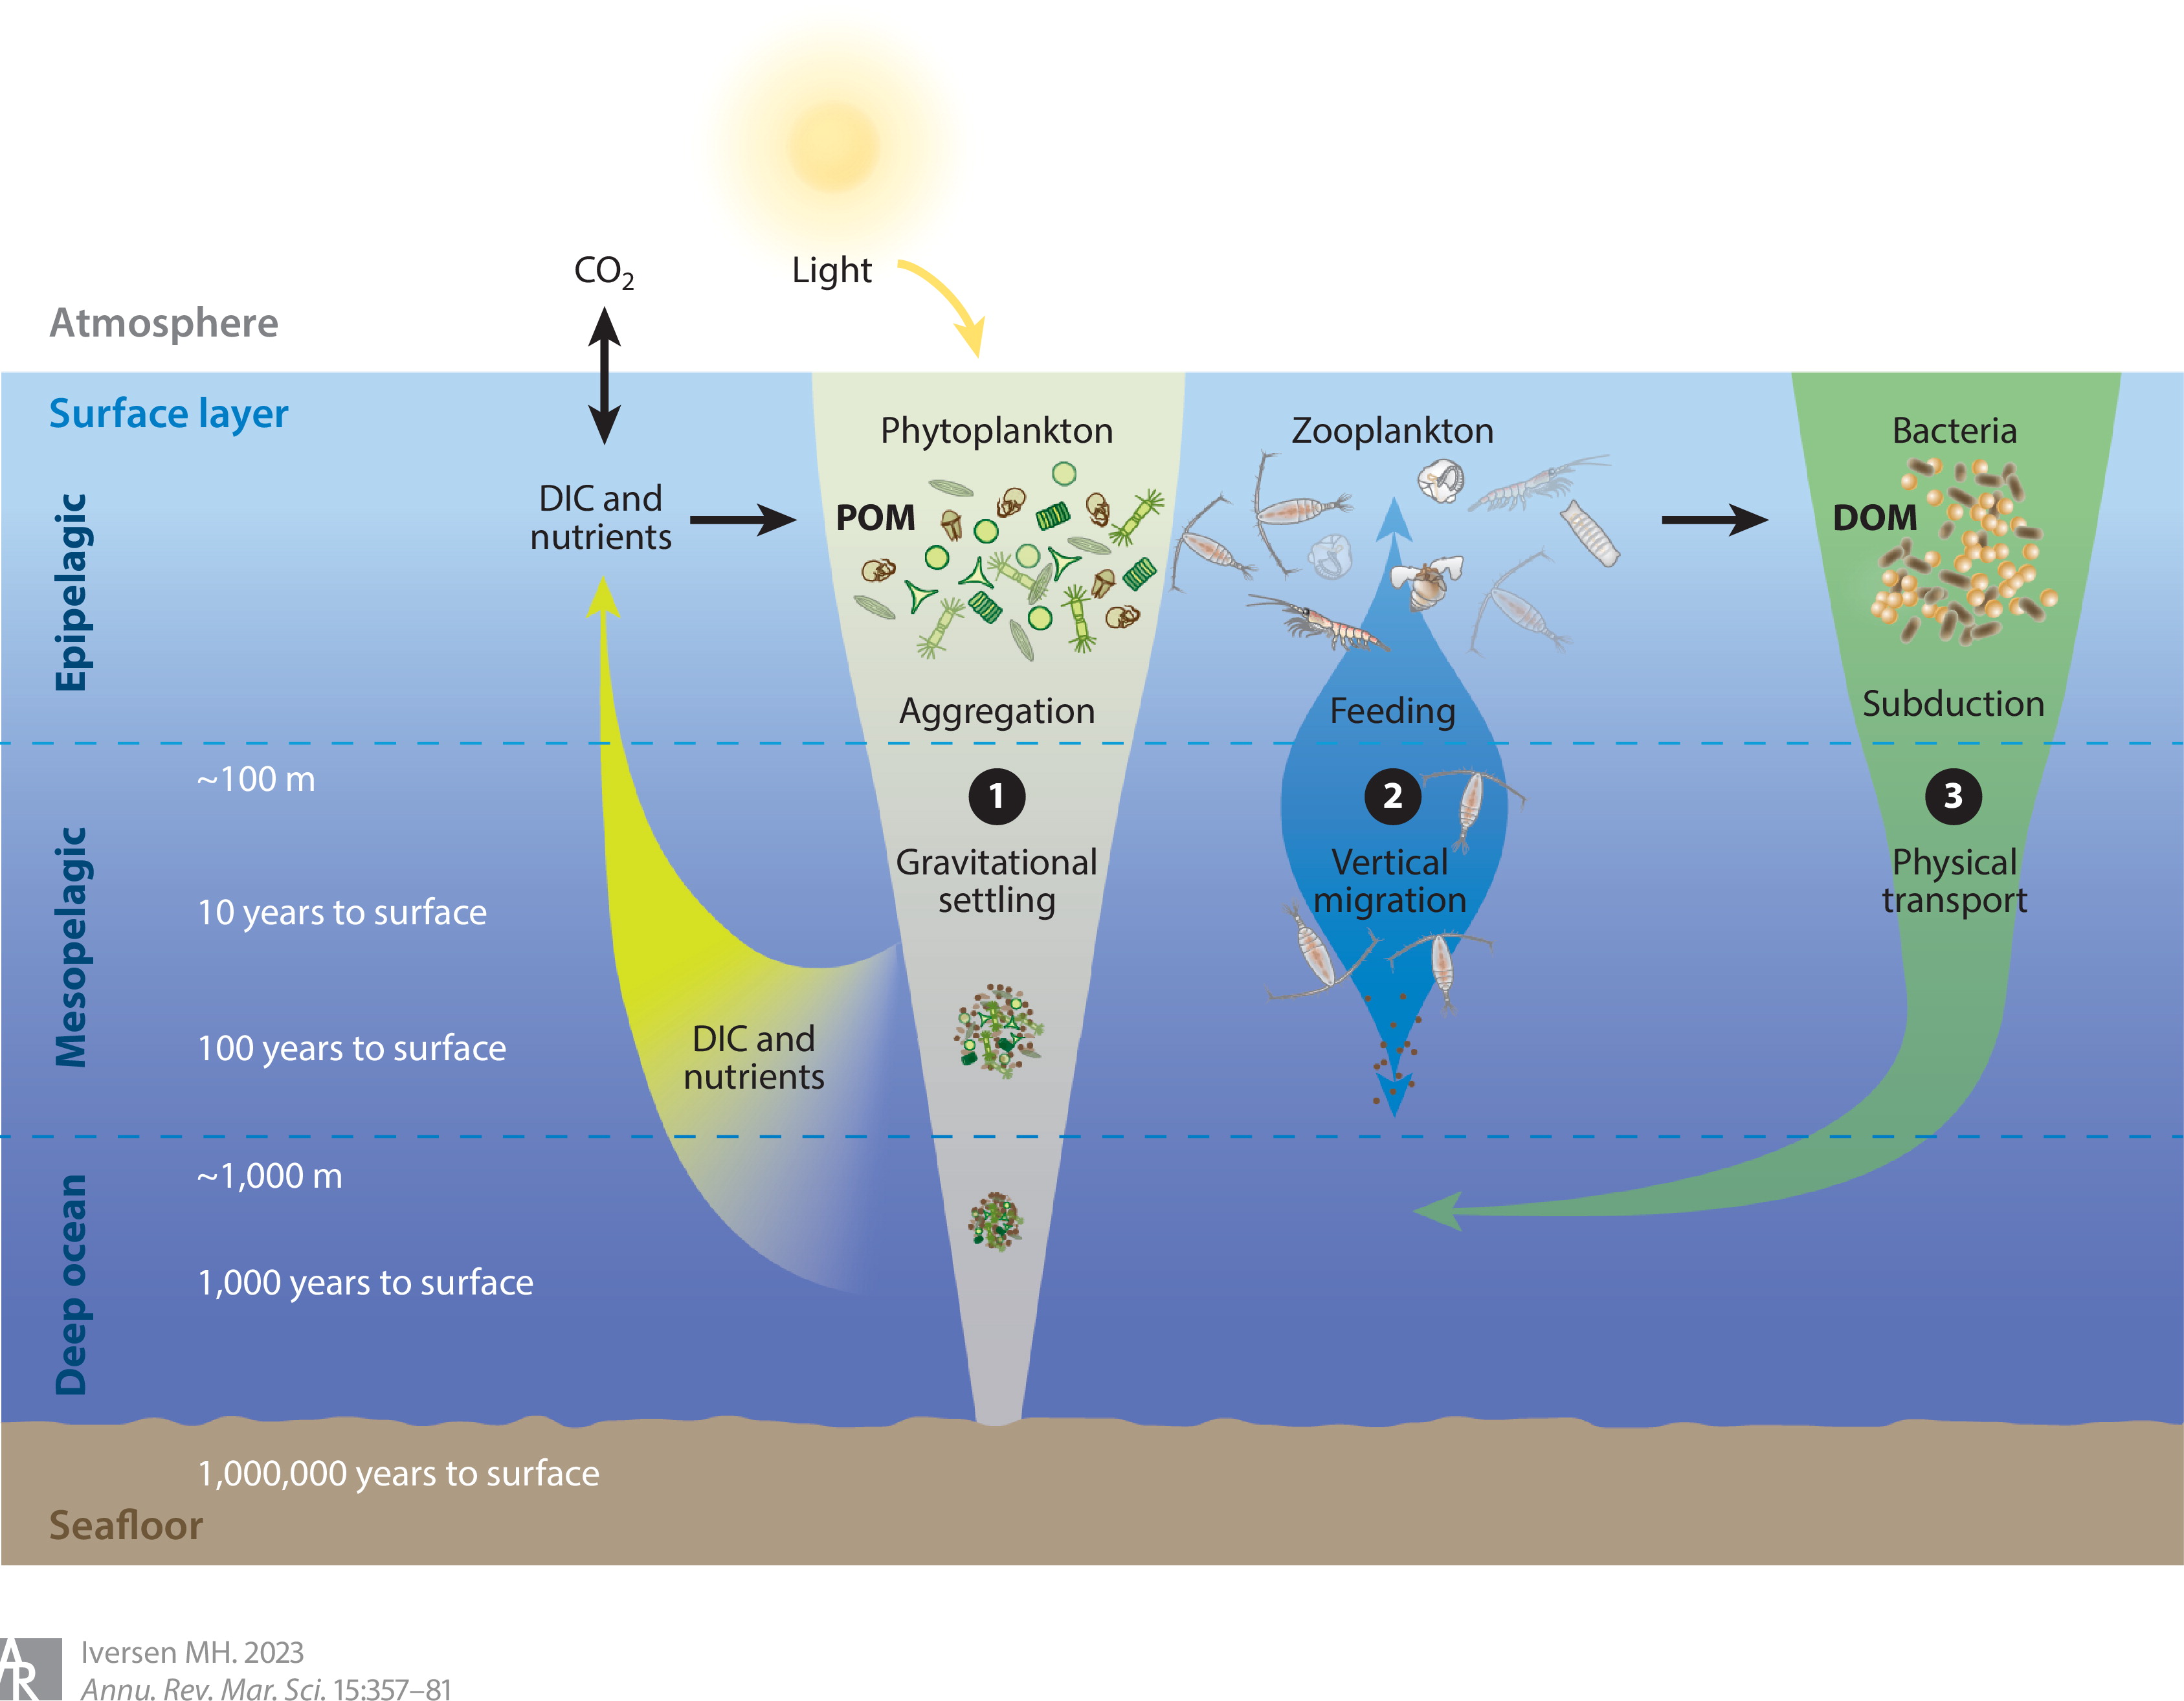 CO₂
Light
Atmosphere
Surface layer
Phytoplankton
Zooplankton
Bacteria
DIC and
nutrients
POM
DOM
Epipelagic
Aggregation
Feeding
Subduction
~100 m
1
2
3
Gravitational
settling
Vertical
migration
Physical
transport
Mesopelagic
10 years to surface
100 years to surface
DIC and
nutrients
~1,000 m
Deep ocean
1,000 years to surface
1,000,000 years to surface
Seafloor
AR
Iversen MH. 2023
Annu. Rev. Mar. Sci. 15:357–81